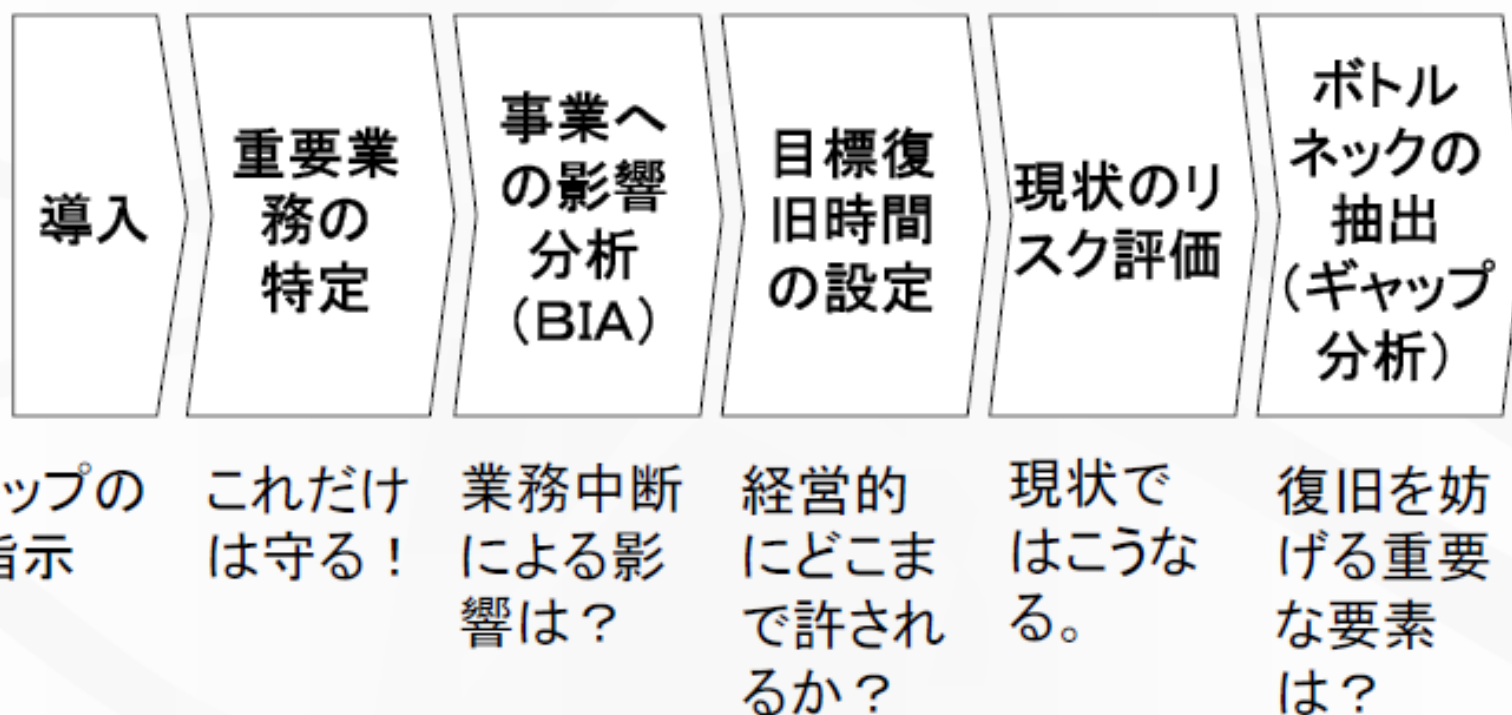 導入
重要業
務の
特定
事業へ
の影響
分析
（BIA）
目標復
旧時間
の設定
現状のリ
スク評価
ボトル
ネックの
抽出
（ギャップ
分析）
ップの
指示
これだけ
は守る！
業務中断
による影
響は？
経営的
にどこま
で許され
るか？
現状で
はこうな
る。
復旧を妨
げる重要
な要素
は？